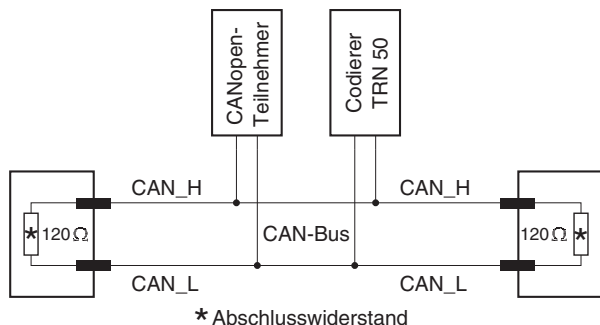 CANopen-
Teilnehmer
Codierer
TRN 50
CAN_H
CAN_H
* 120 Ω
CAN-Bus
120 Ω *
CAN_L
CAN_L
* Abschlusswiderstand